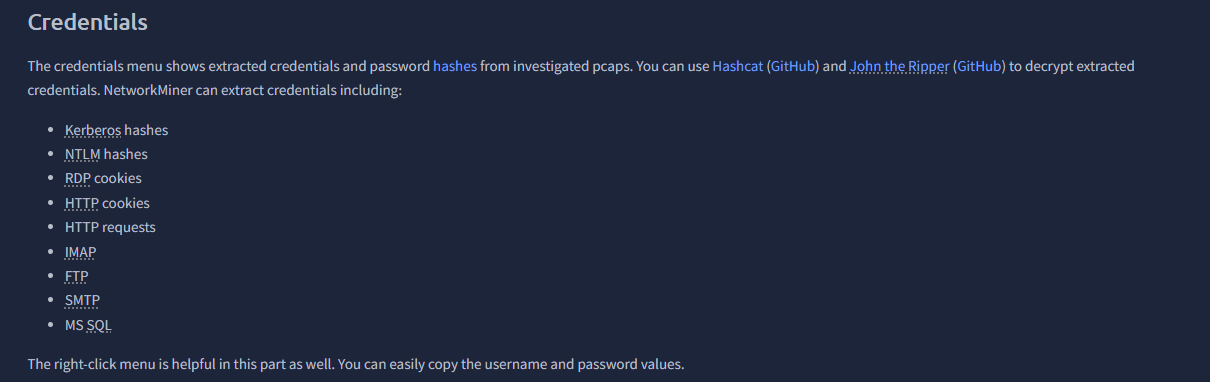 Credentials
The credentials menu shows extracted credentials and password hashes from investigated pcaps. You can use Hashcat (GitHub) and John the Ripper (GitHub) to decrypt extracted
credentials. NetworkMiner can extract credentials including:
• Kerberos hashes
• NTLM hashes
• RDP cookies
• HTTP cookies
• HTTP requests
• IMAP
• FTP
• SMTP
• MS SQL
The right-click menu is helpful in this part as well. You can easily copy the username and password values.